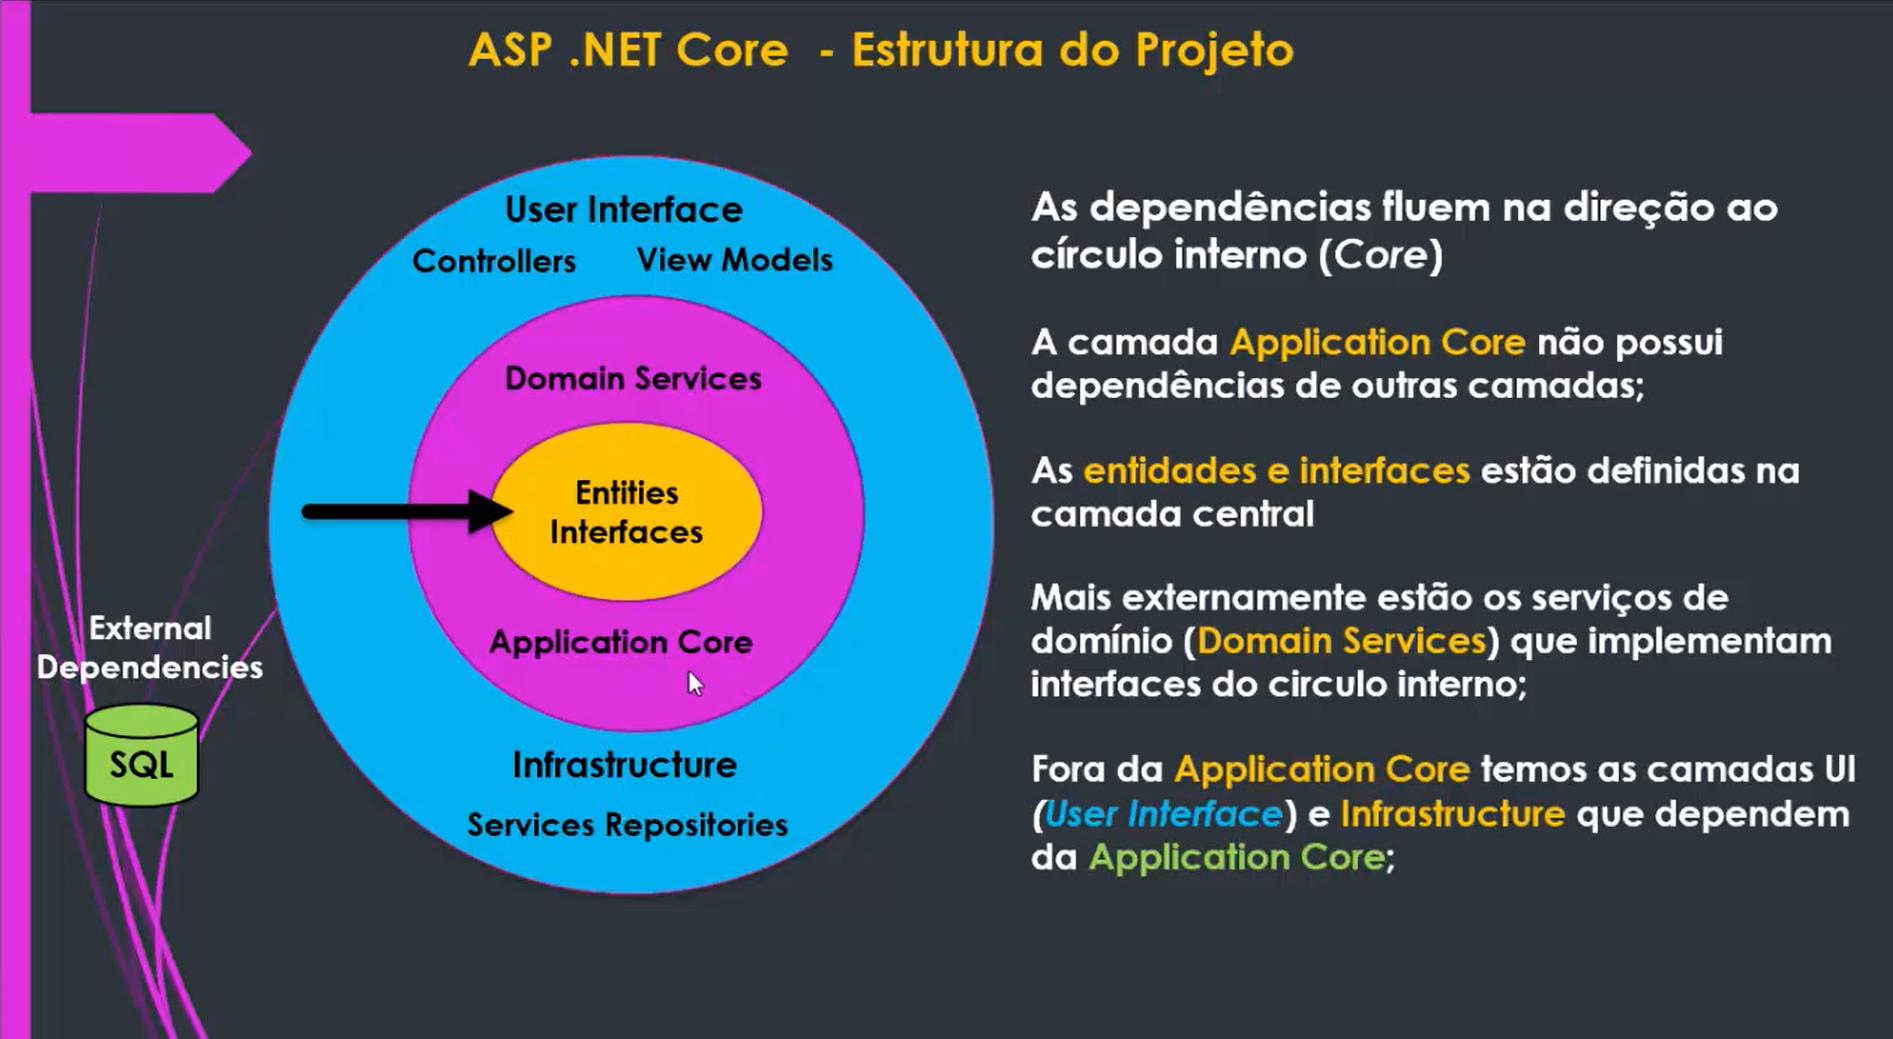 ASP .NET Core - Estrutura do Projeto
User Interface
Controllers View Models
Domain Services
Entities
Interfaces
Application Core
Infrastructure
Services Repositories
External
Dependencies
SQL
As dependências fluem na direção ao
círculo interno (Core)
A camada Application Core não possui
dependências de outras camadas;
As entidades e interfaces estão definidas na
camada central
Mais externamente estão os serviços de
domínio (Domain Services) que implementam
interfaces do circulo interno;
Fora da Application Core temos as camadas UI
(User Interface) e Infrastructure que dependem
da Application Core;